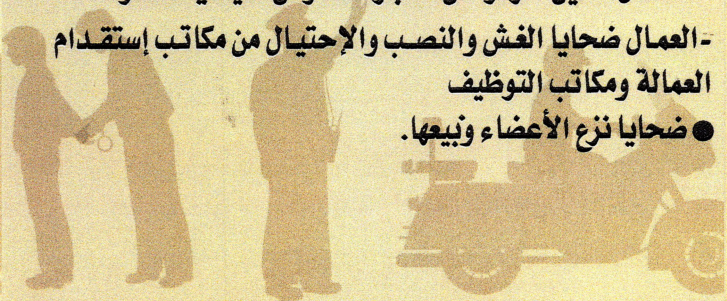 -العمال ضحايا الغش والنصب والإحتيال من مكاتب إستقدام
العمالة ومكاتب التوظيف
● ضحايا نزع الأعضاء وبيعها.